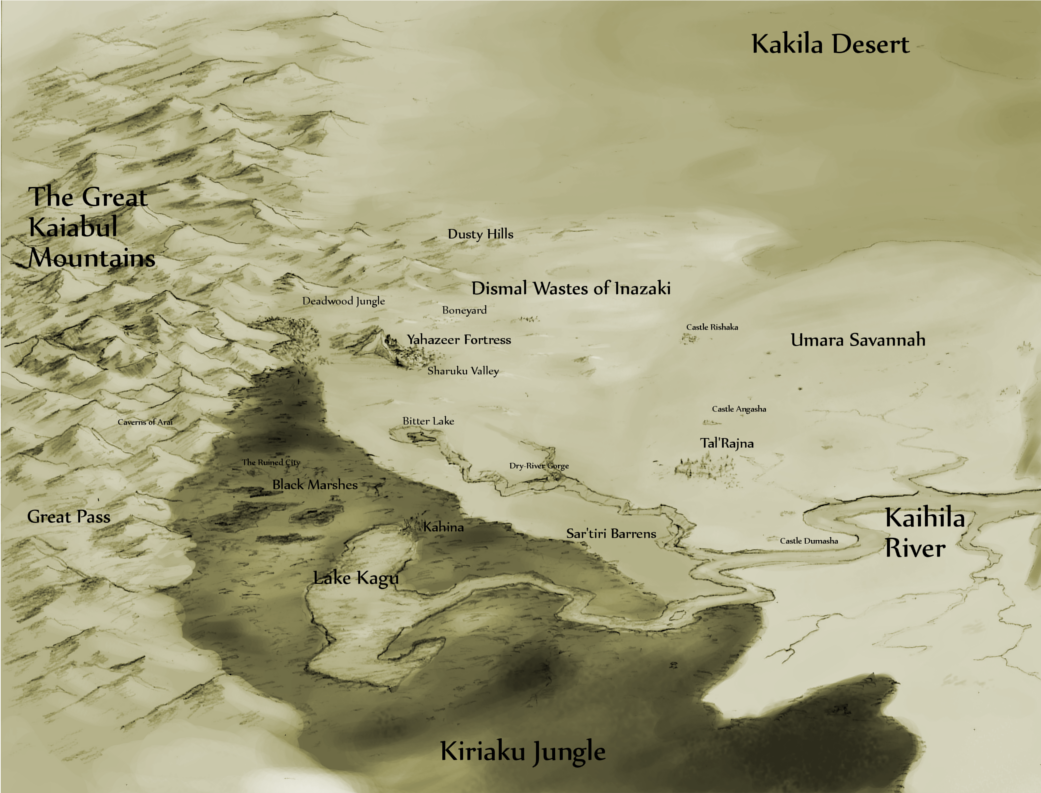 Kakila Desert
The Great
Kaiabul
Mountains
Dusty Hills
Dismal Wastes of Inazaki
Deadwood Jungle
Boneyard
Castle Rishaka
Yahazeer Fortress
Umara Savannah
Sharuku Valley
Castle Angasha
Caverns of Arai
Bitter Lake
Tal'Rajna
The Ruined City
Dry-River Gorge
Black Marshes
Great Pass
Kahina
Sar'tiri Barrens
Castle Dumasha
Kaihila
River
Lake Kagu
Kiriaku Jungle